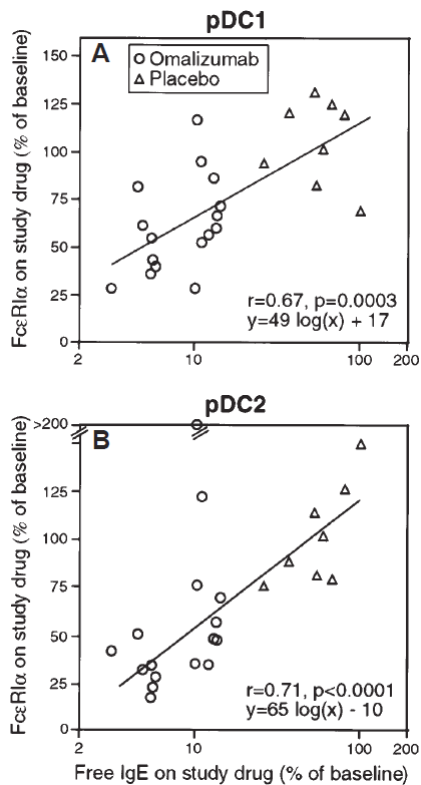 pDC1
A
Omalizumab
Placebo
FcεRIα on study drug (% of baseline)
150
125
100
75
50
25
0
r=0.67, p=0.0003
y=49 log(x) + 17
2 10 100 200
pDC2
B
FcεRIα on study drug (% of baseline)
>200
125
100
75
50
25
0
r=0.71, p<0.0001
y=65 log(x) - 10
2 10 100 200
Free IgE on study drug (% of baseline)